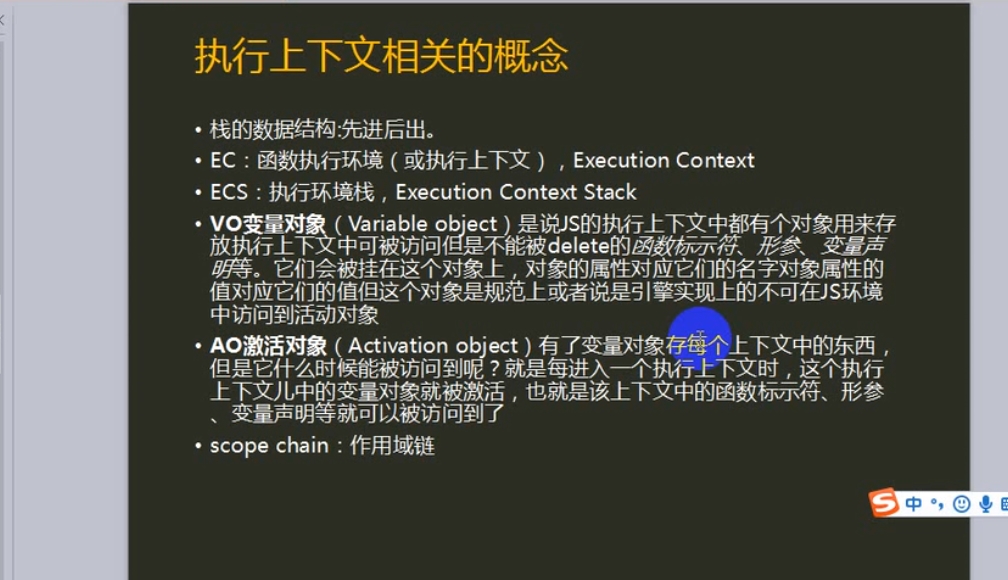 执行上下文相关的概念
• 栈的数据结构:先进后出。
• EC：函数执行环境（或执行上下文），Execution Context
• ECS：执行环境栈，Execution Context Stack
• VO变量对象（Variable object）是说JS的执行上下文中都有个对象用来存
放执行上下文中可被访问但是不能被delete的函数标示符、形参、变量声
明等。它们会被挂在这个对象上，对象的属性对应它们的名字对象属性的
值对应它们的值但这个对象是规范上或者说是引擎实现上的不可在JS环境
中访问到活动对象
• AO激活对象（Activation object）有了变量对象存每个上下文中的东西，
但是它什么时候能被访问到呢？就是每进入一个执行上下文时，这个执行
上下文儿中的变量对象就被激活，也就是该上下文中的函数标示符、形参
、变量声明等就可以被访问到了
• scope chain：作用域链
S 中